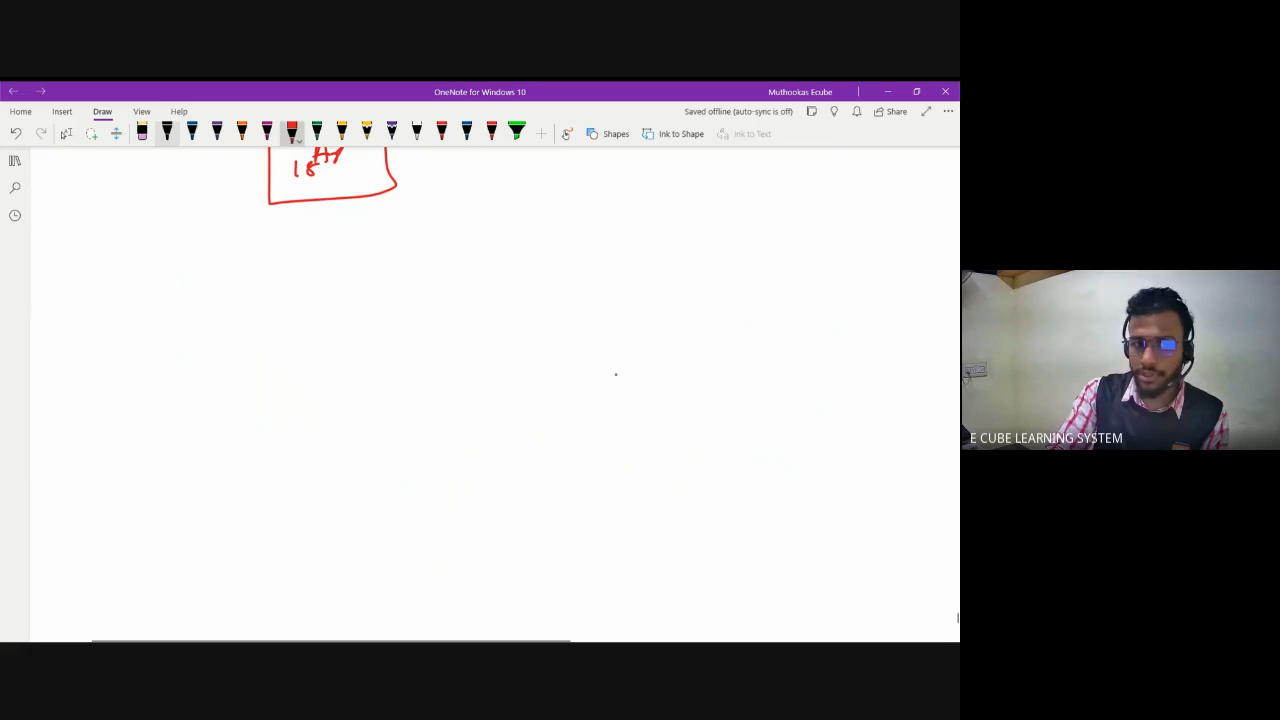 OneNote for Windows 10
Muthookas Ecube
Home Insert Draw View Help
Saved offline (auto-sync is off)
Share
Shapes
Ink to Shape
Ink to Text
18
E CUBE LEARNING SYSTEM